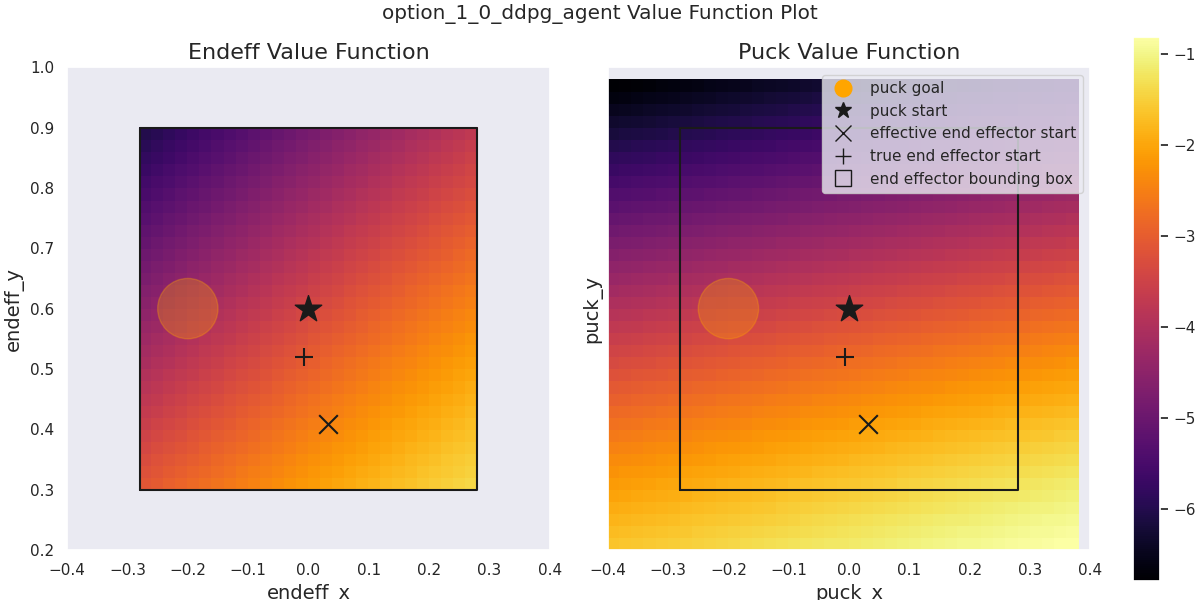 option_1_0_ddpg_agent Value Function Plot
Endeff Value Function
Puck Value Function
1.0
0.9
0.8
0.7
0.6
0.5
0.4
0.3
0.2
endeff_y
−0.4 −0.3 −0.2 −0.1 0.0 0.1 0.2 0.3 0.4
endeff_x
puck_y
puck goal
puck start
effective end effector start
true end effector start
end effector bounding box
−0.4 −0.3 −0.2 −0.1 0.0 0.1 0.2 0.3 0.4
puck_x
−1
−2
−3
−4
−5
−6